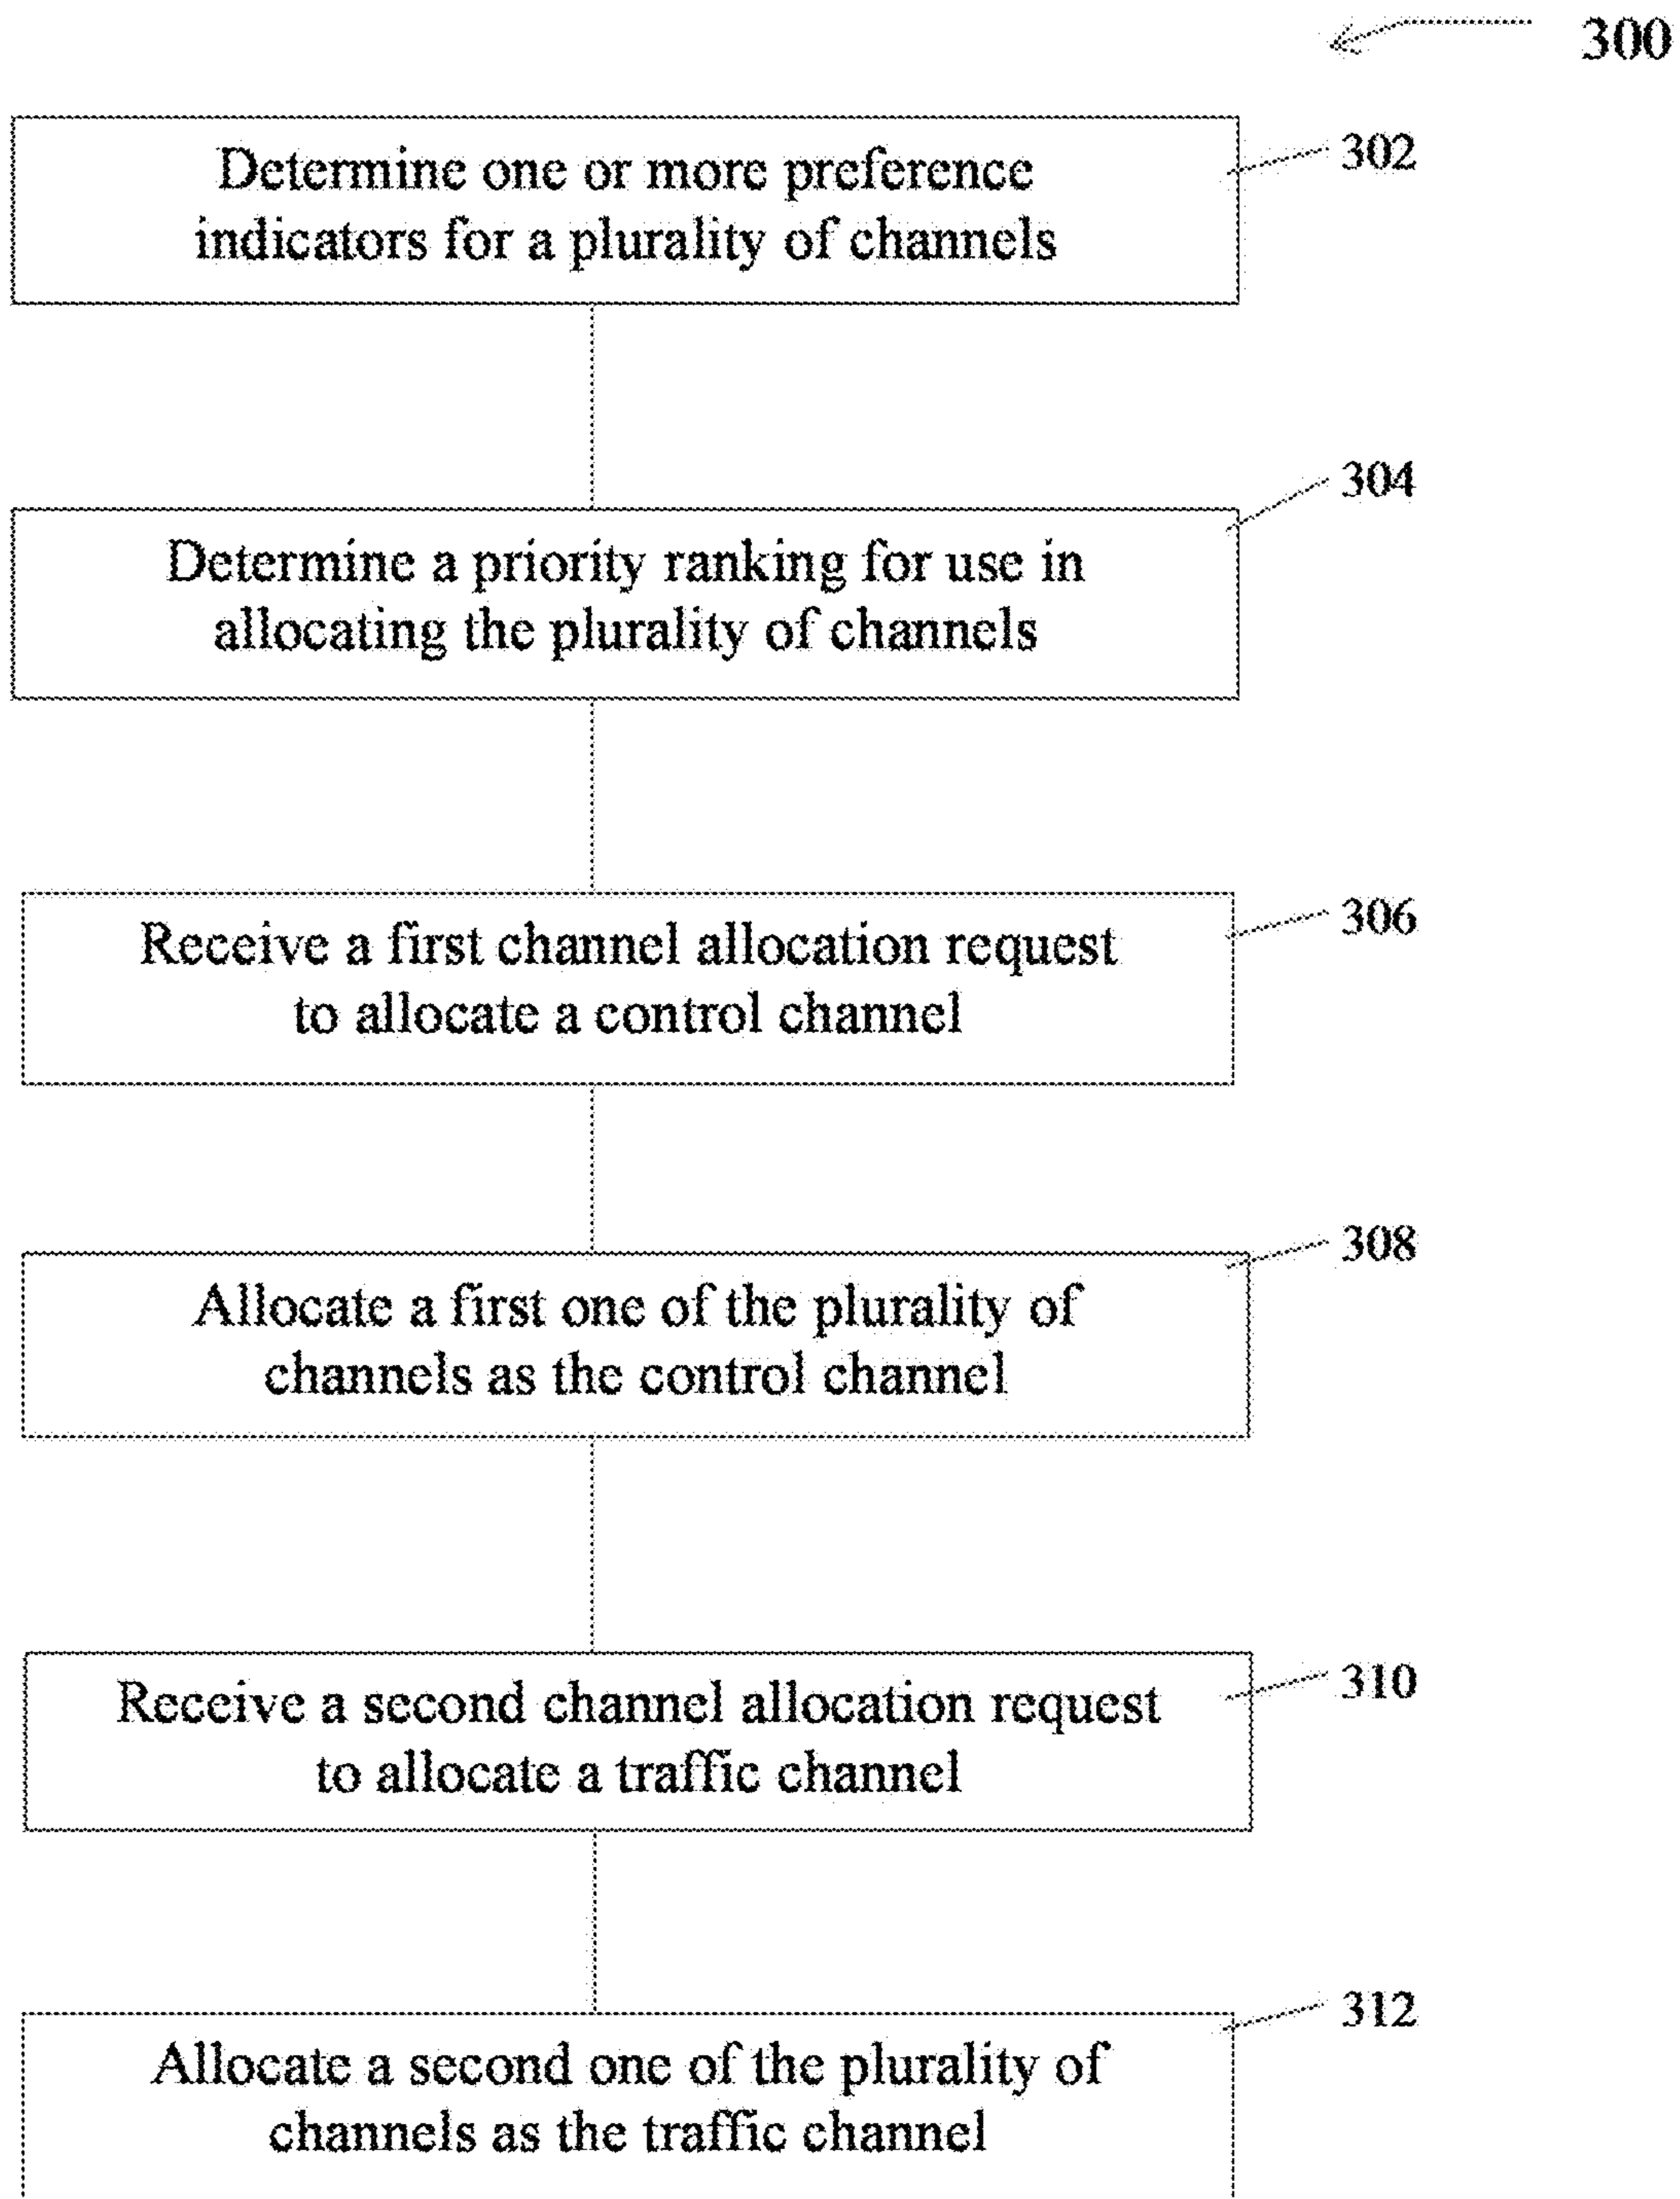 300
Determine one or more preference
indicators for a plurality of channels
302
Determine a priority ranking for use in
allocating the plurality of channels
304
Receive a first channel allocation request
to allocate a control channel
306
Allocate a first one of the plurality of
channels as the control channel
308
Receive a second channel allocation request
to allocate a traffic channel
310
Allocate a second one of the plurality of
channels as the traffic channel
312